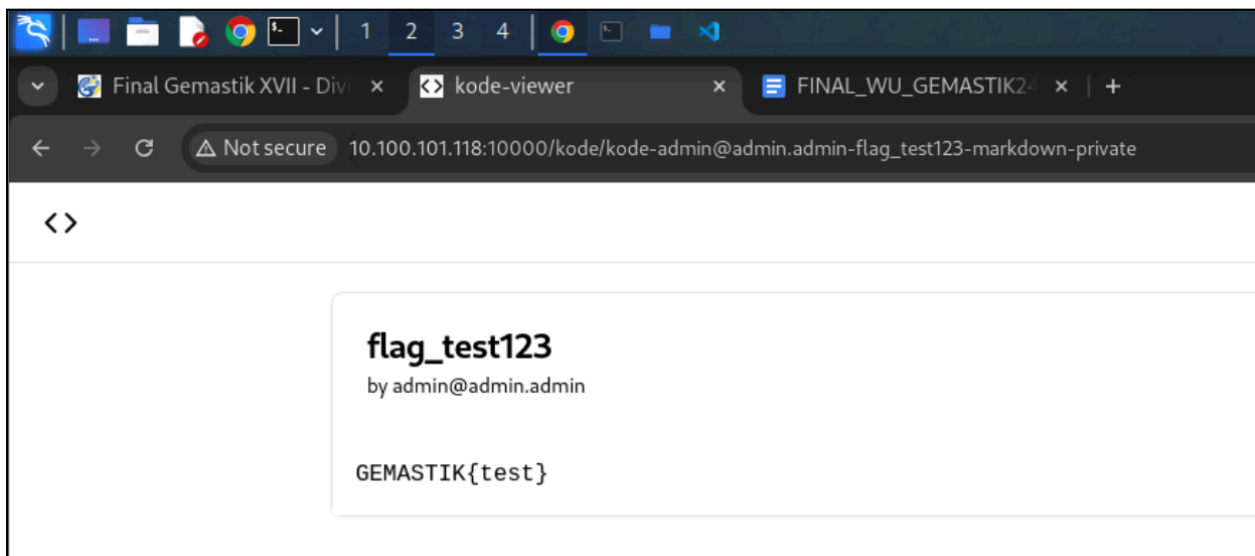 1 2 3 4
Final Gemastik XVII - Divi
kode-viewer
FINAL_WU_GEMASTIK24
Not secure 10.100.101.118:10000/kode/kode-admin@admin.admin-flag_test123-markdown-private
flag_test123
by admin@admin.admin
GEMASTIK{test}